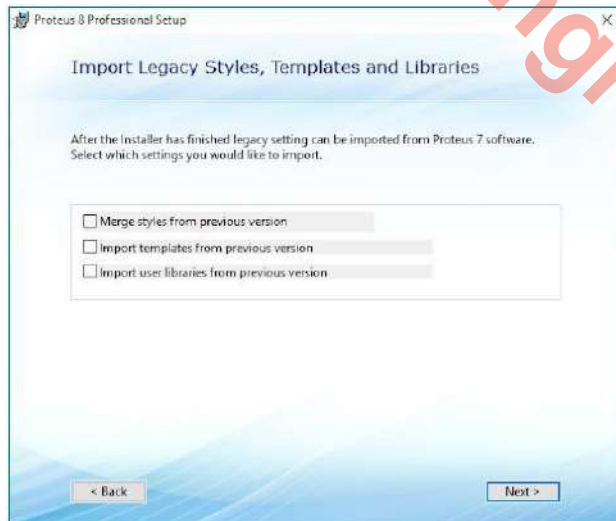 Proteus 8 Professional Setup
Import Legacy Styles, Templates and Libraries
After the Installer has finished legacy setting can be imported from Proteus 7 software.
Select which settings you would like to import.
Merge styles from previous version
Import templates from previous version
Import user libraries from previous version
< Back
Next >